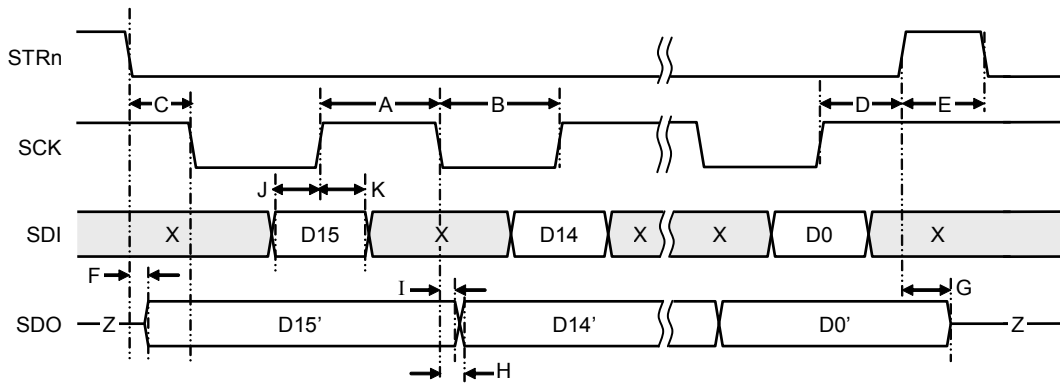 STRn
C A B D E
SCK
J K
SDI X D15 X D14 X X D0 X
F I G
SDO Z D15’ D14’ D0’ Z
H